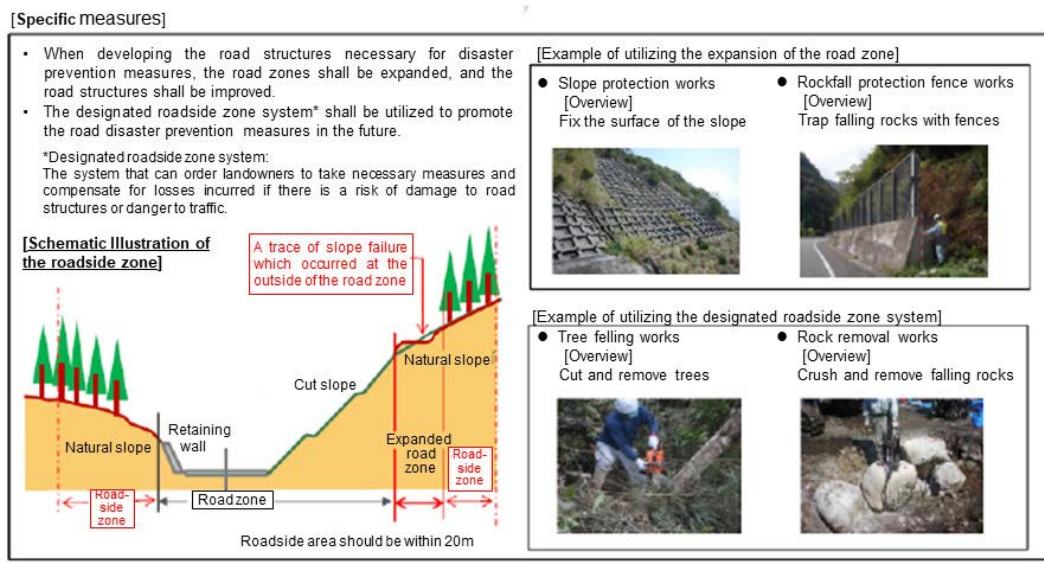 [Specific measures]
• When developing the road structures necessary for disaster
prevention measures, the road zones shall be expanded, and the
road structures shall be improved.
• The designated roadside zone system* shall be utilized to promote
the road disaster prevention measures in the future.
*Designated roadside zone system:
The system that can order landowners to take necessary measures and
compensate for losses incurred if there is a risk of damage to road
structures or danger to traffic.
[Schematic Illustration of
the roadside zone]
A trace of slope failure
which occurred at the
outside of the road zone
Natural slope
Cut slope
Retaining
wall
Natural slope
Expanded
road
zone
Road-
side
zone
Road-
side
zone
Road zone
Roadside area should be within 20m
[Example of utilizing the expansion of the road zone]
● Slope protection works
[Overview]
Fix the surface of the slope
● Rockfall protection fence works
[Overview]
Trap falling rocks with fences
[Example of utilizing the designated roadside zone system]
● Tree felling works
[Overview]
Cut and remove trees
● Rock removal works
[Overview]
Crush and remove falling rocks